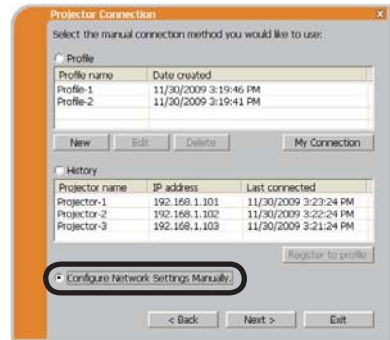 Projector Connection
Select the manual connection method you would like to use:
Profile
Profile name Date created
Profile-1 11/30/2009 3:19:46 PM
Profile-2 11/30/2009 3:19:41 PM
New Edit Delete My Connection
History
Projector name IP address Last connected
Projector-1 192.168.1.101 11/30/2009 3:23:24 PM
Projector-2 192.168.1.102 11/30/2009 3:22:24 PM
Projector-3 192.168.1.103 11/30/2009 3:21:24 PM
Register to profile
Configure Network Settings Manually.
< Back Next > Exit